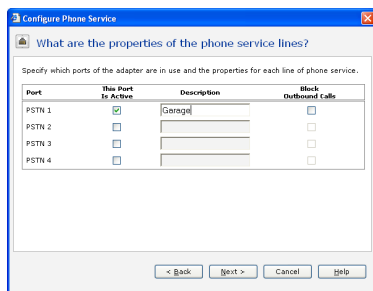 Configure Phone Service
What are the properties of the phone service lines?
Specify which ports of the adapter are in use and the properties for each line of phone service.
Port This Port Is Active Description Block Outbound Calls
PSTN 1 Garage
PSTN 2
PSTN 3
PSTN 4
< Back Next > Cancel Help